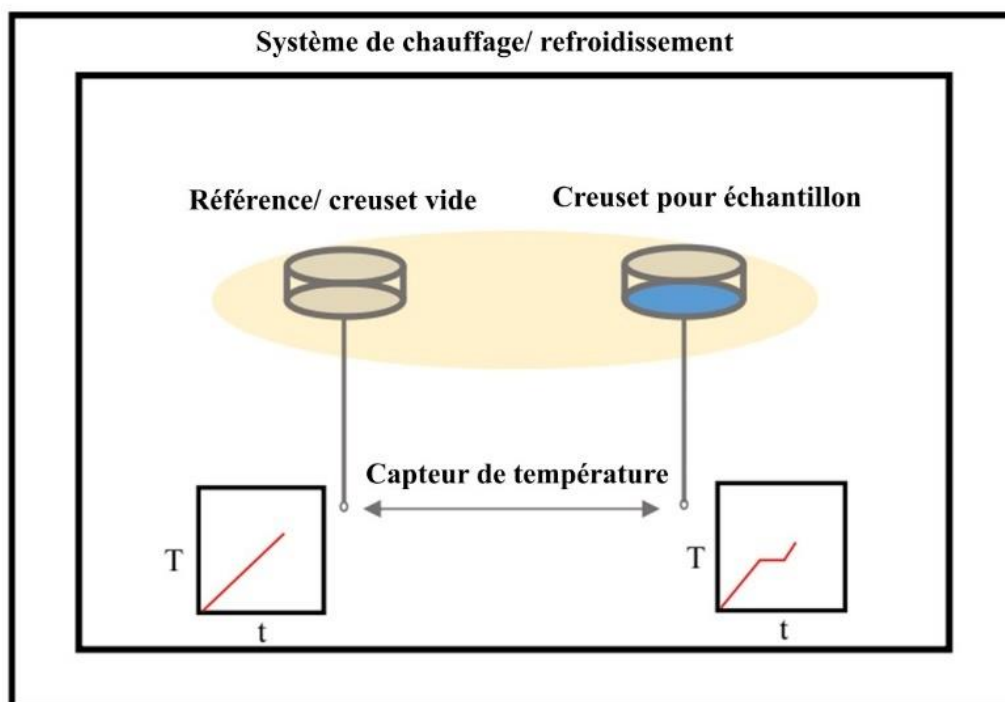 Système de chauffage/ refroidissement
Référence/ creuset vide
Creuset pour échantillon
Capteur de température
T
t
T
t